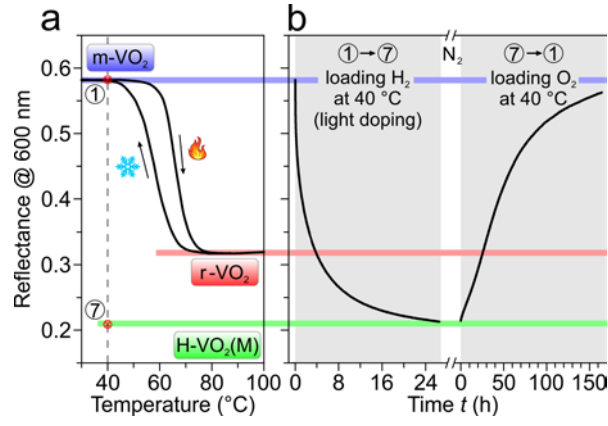 a
b
Reflectance @ 600 nm
0.6
0.5
0.4
0.3
0.2
m-VO₂
①
r-VO₂
⑦
H-VO₂(M)
40
60
80
100
Temperature (°C)
①→⑦
loading H₂
at 40 °C
(light doping)
N₂
⑦→①
loading O₂
at 40 °C
0
8
16
24
0
50
100
150
Time t (h)